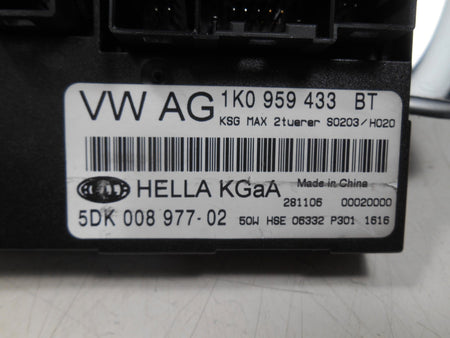 VW AG 1K0 959 433 BT
KSG MAX 2tuerer S0203/H020
HELLA
HELLA KGaA Made in China
281106 00020000
5DK 008 977-02 50W HSE 06332 P301 1616